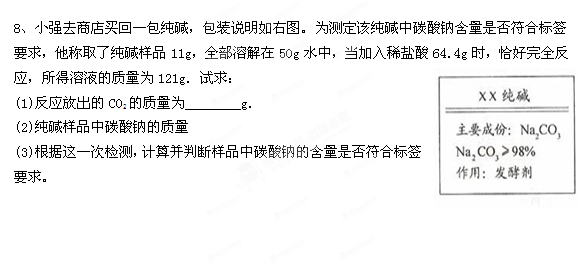 8、小强去商店买回一包纯碱，包装说明如右图。为测定该纯碱中碳酸钠含量是否符合标签
要求，他称取了纯碱样品 11g，全部溶解在 50g 水中，当加入稀盐酸 64.4g 时，恰好完全反
应，所得溶液的质量为 121g．试求：
(1)反应放出的 CO₂的质量为________g.
(2)纯碱样品中碳酸钠的质量
(3)根据这一次检测，计算并判断样品中碳酸钠的含量是否符合标签
要求。
XX 纯碱
主要成份：Na₂CO₃
Na₂CO₃≥98%
作用：发酵剂